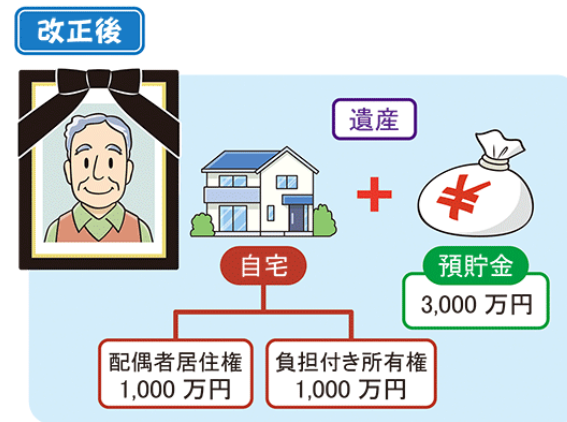 改正後
遺産
¥
自宅
預貯金
3,000 万円
配偶者居住権
1,000 万円
負担付き所有権
1,000 万円